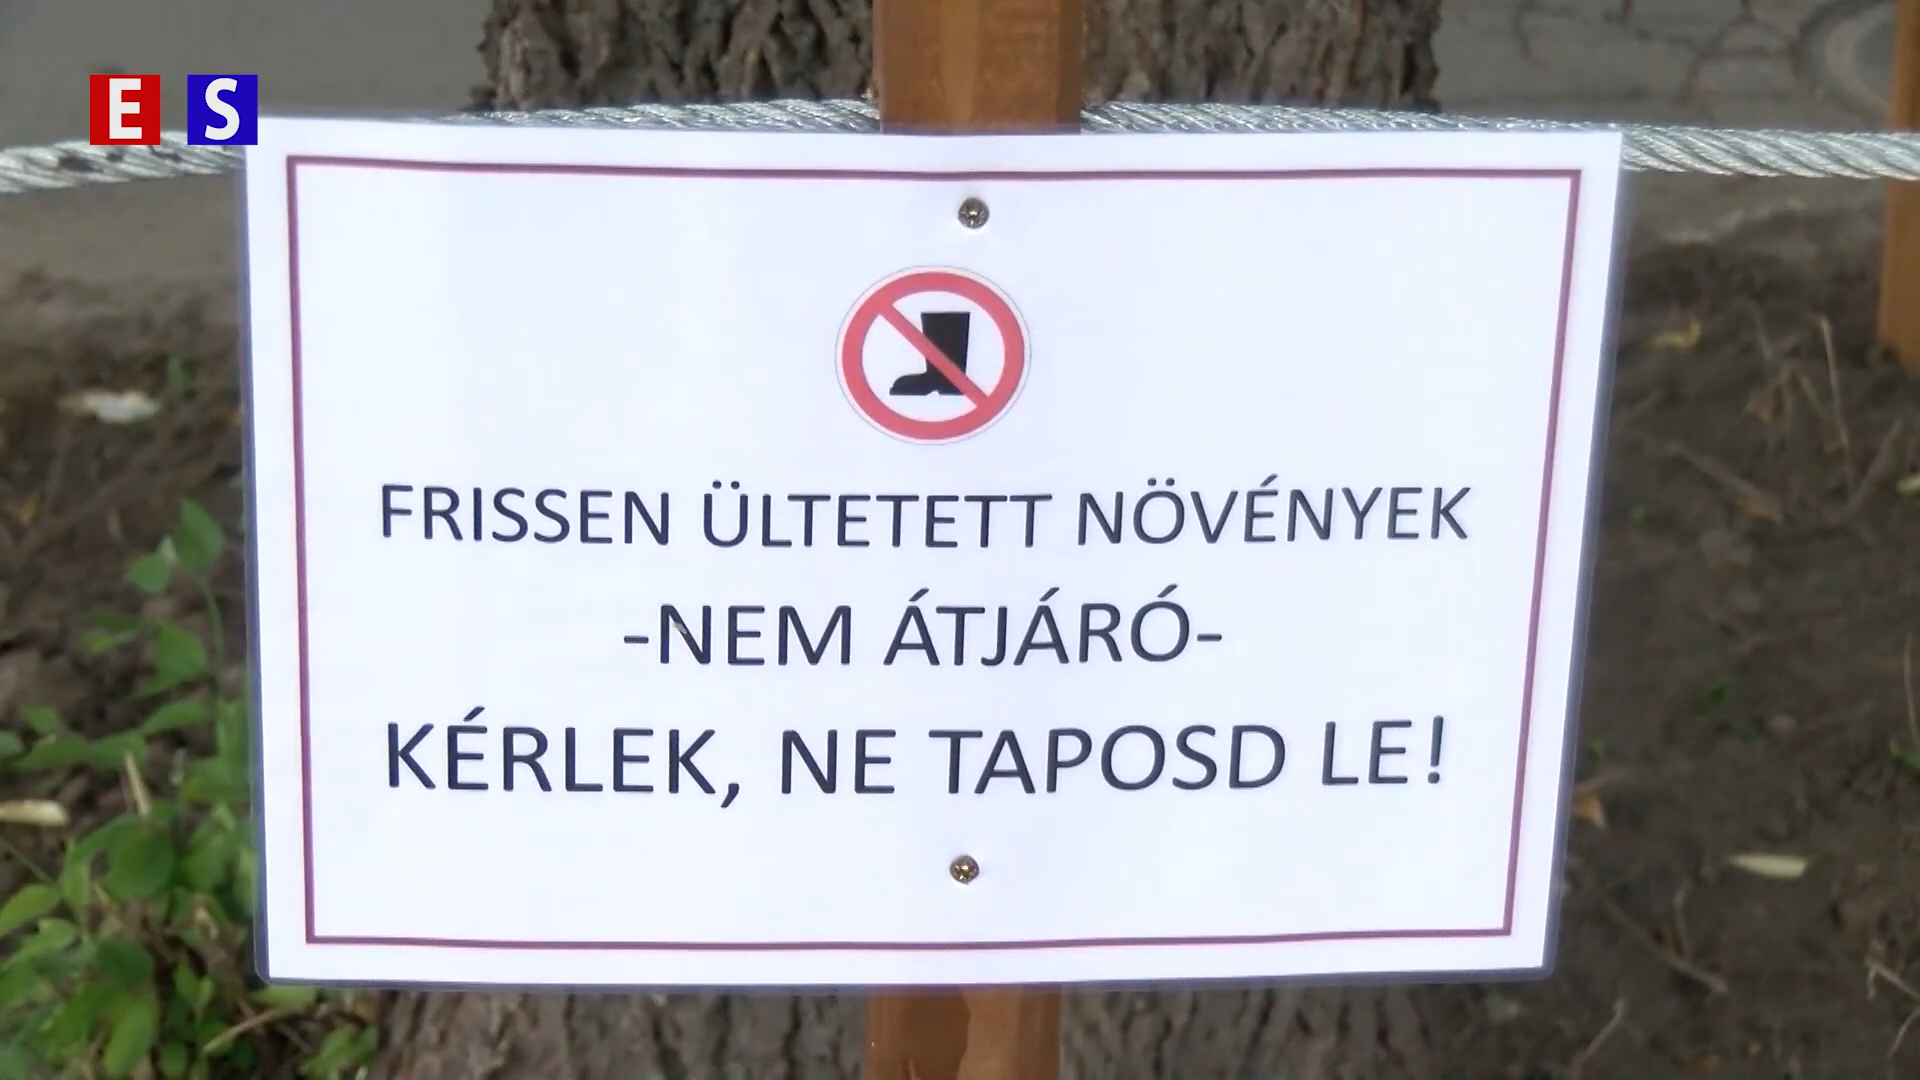 E S
FRISSEN ÜLTETETT NÖVÉNYEK
-NEM ÁTJÁRÓ-
KÉRLEK, NE TAPOSD LE!